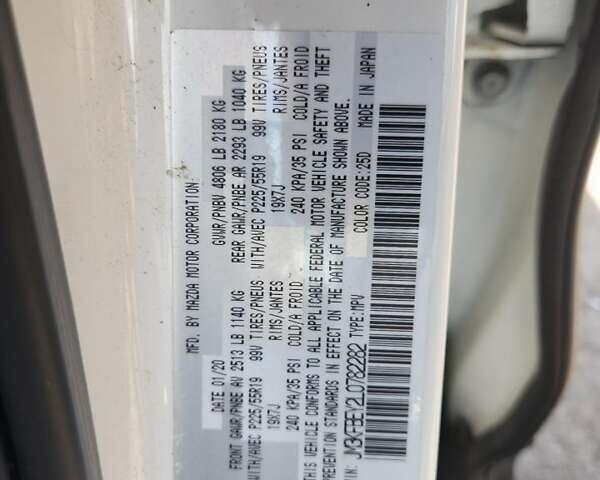 MFD. BY MAZDA MOTOR CORPORATION
DATE 01/20 GVWR/PNBV 4806 LB 2180 KG
FRONT GAWR/PNBE AV 2513 LB 1140 KG REAR GAWR/PNBE AR 2293 LB 1040 KG
WITH/AVEC P225/55R19 99V TIRES/PNEUS WITH/AVEC P225/55R19 99V TIRES/PNEUS
19X7J RIMS/JANTES 19X7J RIMS/JANTES
240 KPA/35 PSI COLD/A FROID 240 KPA/35 PSI COLD/A FROID
THIS VEHICLE CONFORMS TO ALL APPLICABLE FEDERAL MOTOR VEHICLE SAFETY AND THEFT
PREVENTION STANDARDS IN EFFECT ON THE DATE OF MANUFACTURE SHOWN ABOVE.
COLOR CODE:25D MADE IN JAPAN
JM3KFBEY2L0782282 TYPE:MPV